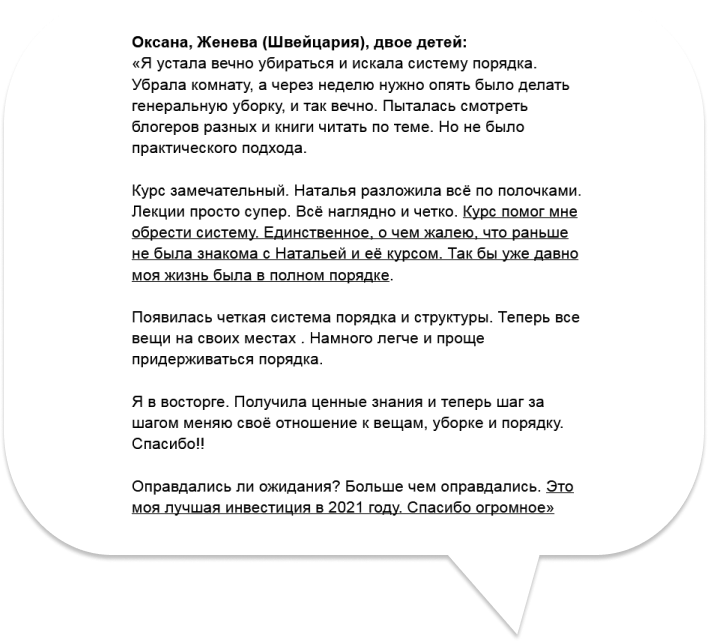 Оксана, Женева (Швейцария), двое детей:
«Я устала вечно убираться и искала систему порядка.
Убрала комнату, а через неделю нужно опять было делать
генеральную уборку, и так вечно. Пыталась смотреть
блогеров разных и книги читать по теме. Но не было
практического подхода.
Курс замечательный. Наталья разложила всё по полочками.
Лекции просто супер. Всё наглядно и четко. Курс помог мне
обрести систему. Единственное, о чем жалею, что раньше
не была знакома с Натальей и её курсом. Так бы уже давно
моя жизнь была в полном порядке.
Появилась четкая система порядка и структуры. Теперь все
вещи на своих местах . Намного легче и проще
придерживаться порядка.
Я в восторге. Получила ценные знания и теперь шаг за
шагом меняю своё отношение к вещам, уборке и порядку.
Спасибо!!
Оправдались ли ожидания? Больше чем оправдались. Это
моя лучшая инвестиция в 2021 году. Спасибо огромное»